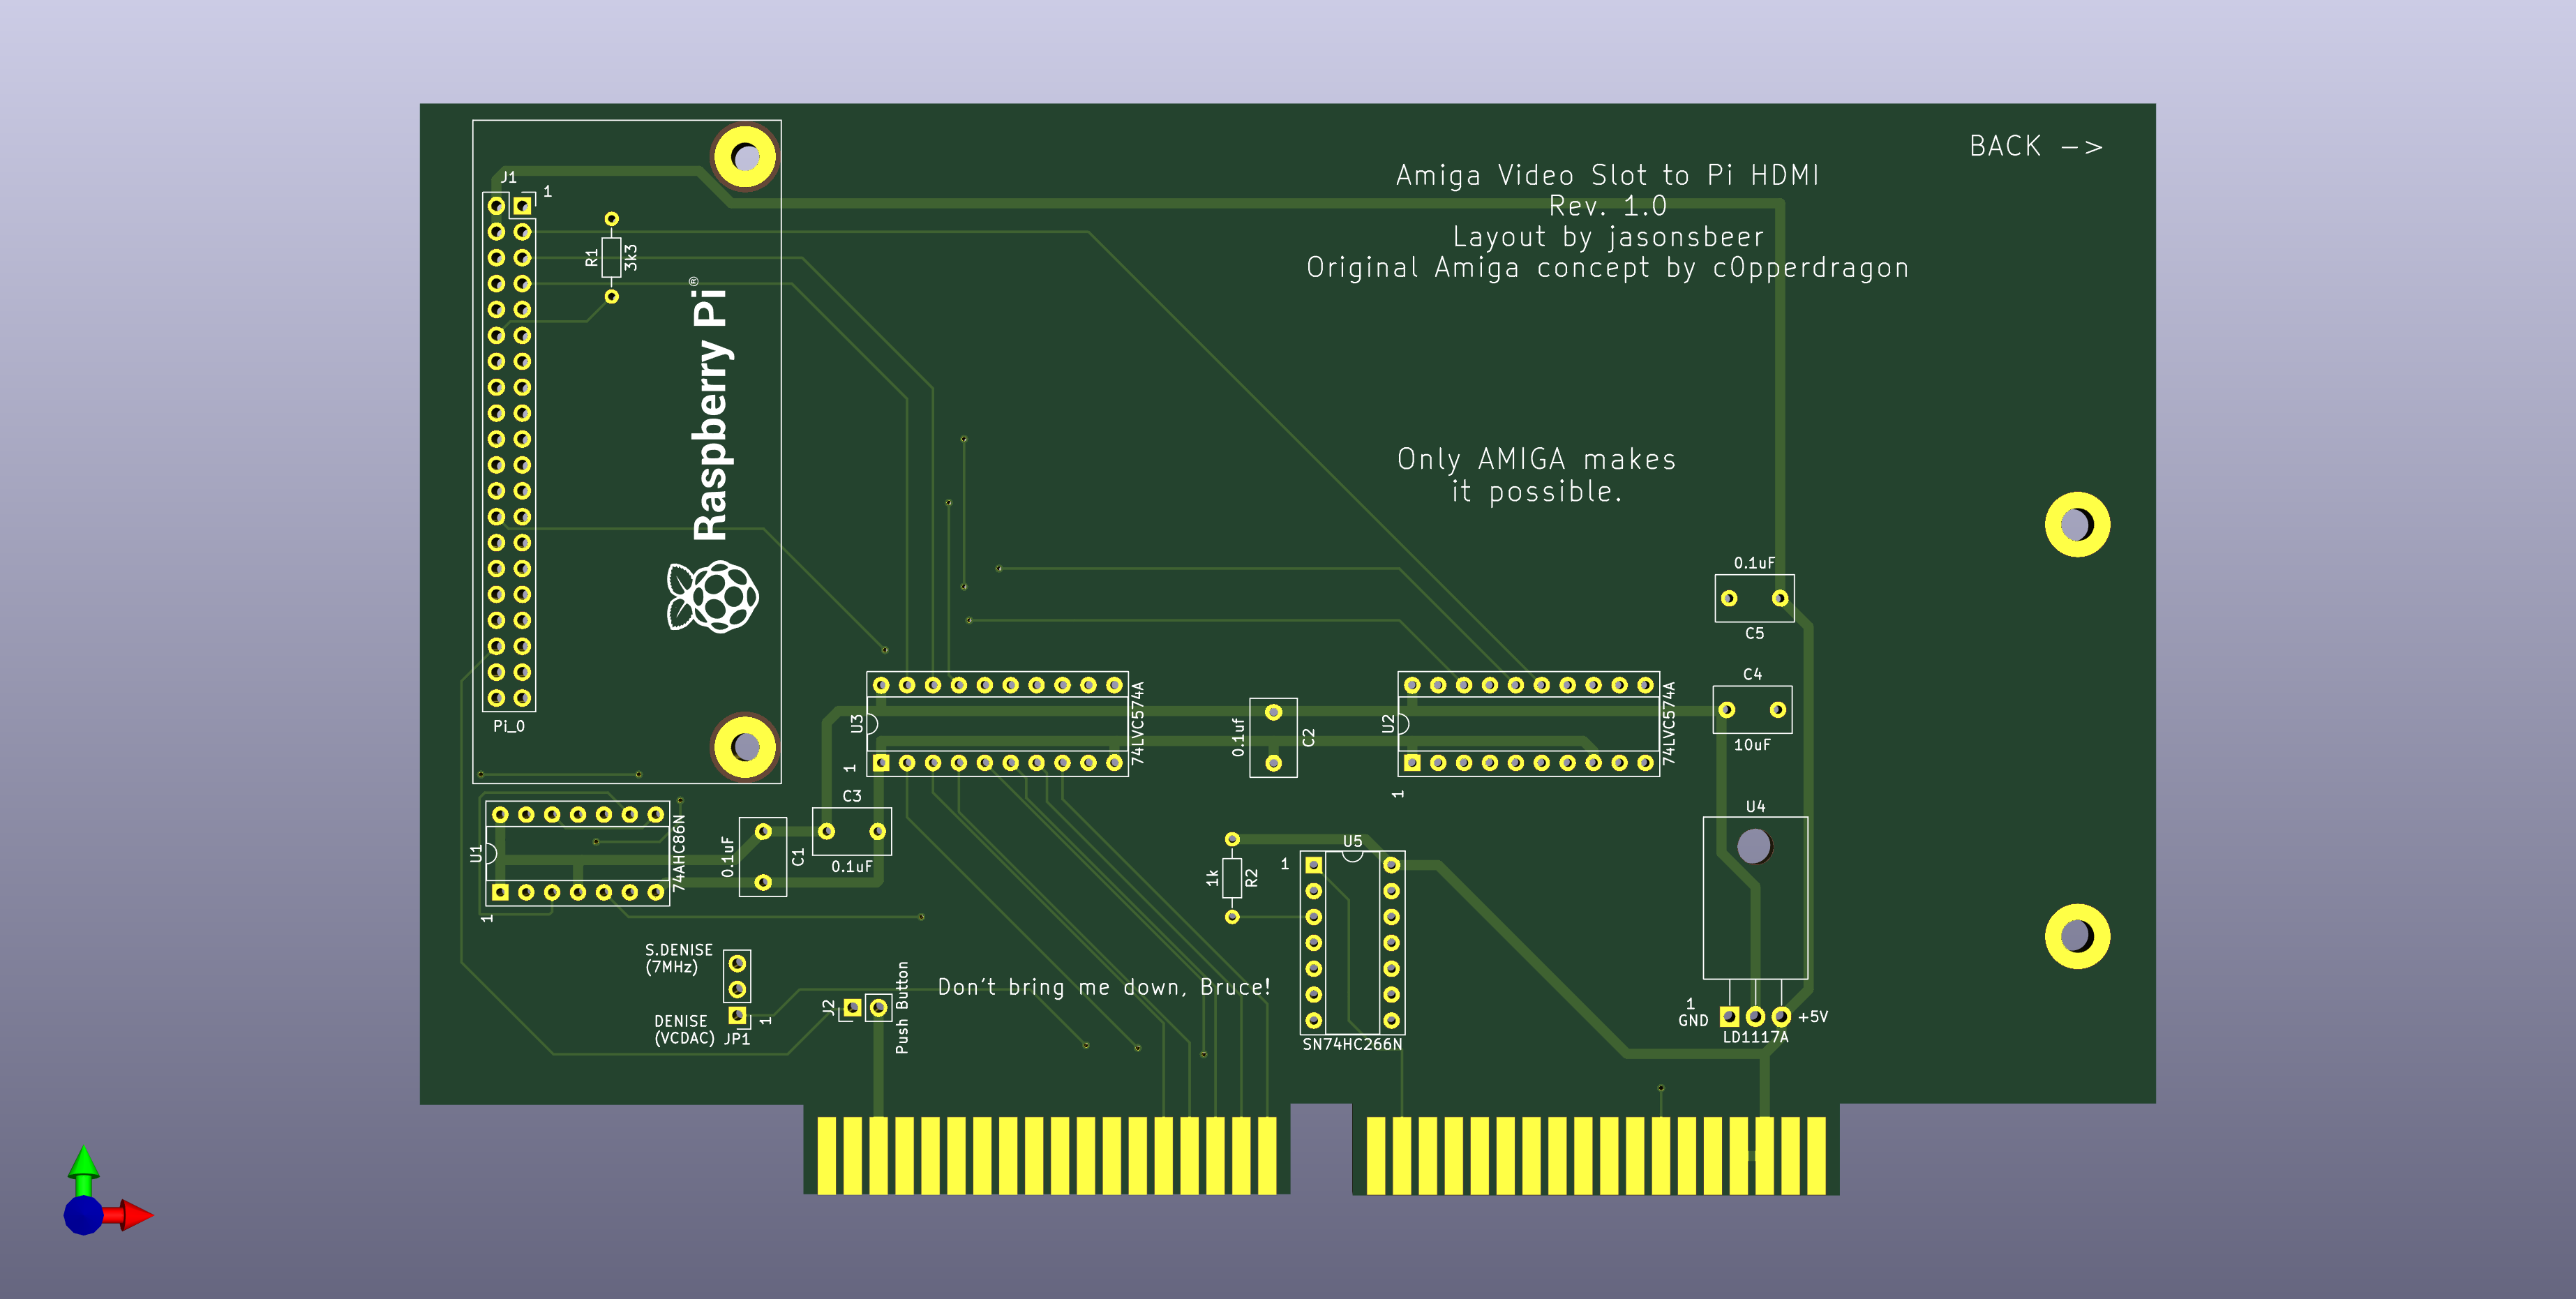 BACK ->
Amiga Video Slot to Pi HDMI
Rev. 1.0
Layout by jasonsbeer
Original Amiga concept by c0pperdragon
J1
1
R1
3k3
Raspberry Pi®
Pi_0
Only AMIGA makes
it possible.
0.1uF
C5
C4
10uF
U3
74LVC574A
1
0.1uf
C2
U2
74LVC574A
1
C3
0.1uF
U1
74AHC86N
1
0.1uF
C1
U4
1k
R2
U5
1
SN74HC266N
S.DENISE
(7MHz)
DENISE
(VCDAC)
JP1
1
J2
Push Button
Don't bring me down, Bruce!
1
GND
+5V
LD1117A